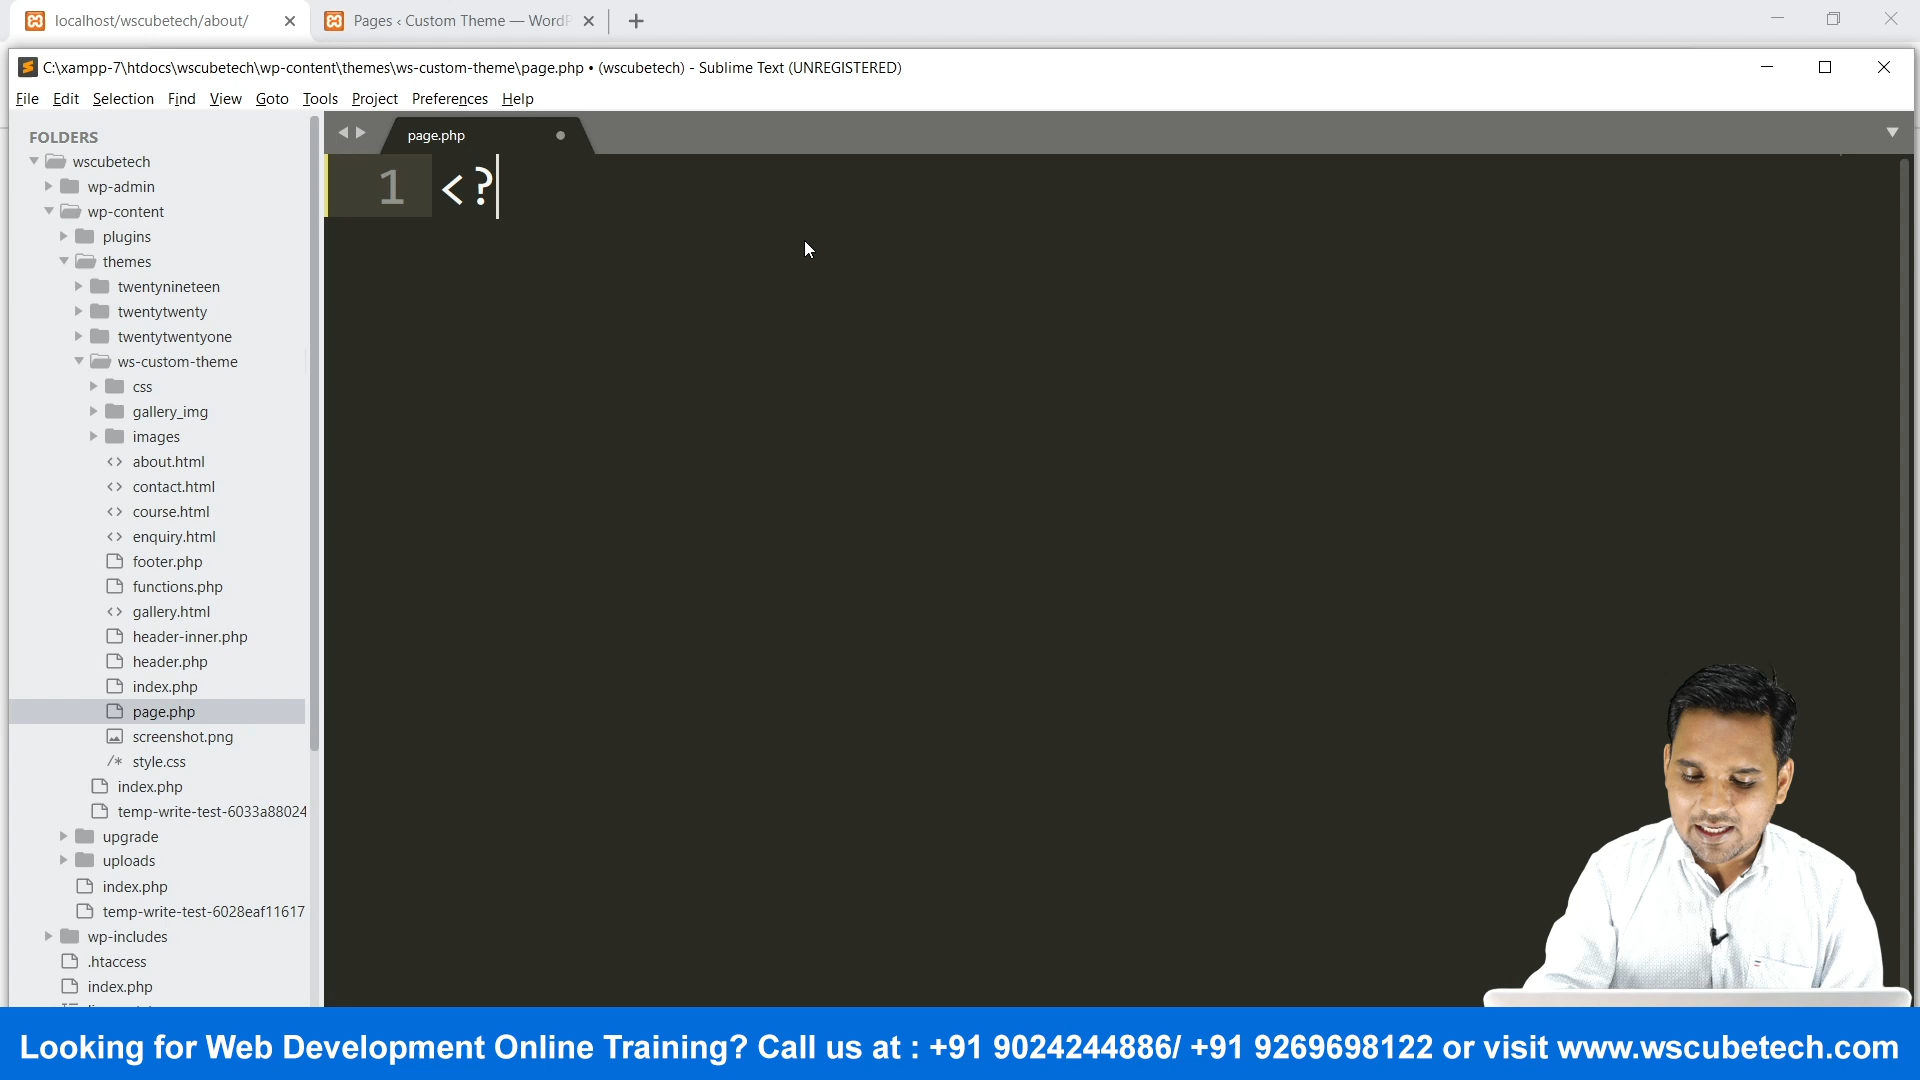 localhost/wscubetech/about/
Pages ‹ Custom Theme — WordP
C:\xampp-7\htdocs\wscubetech\wp-content\themes\ws-custom-theme\page.php • (wscubetech) - Sublime Text (UNREGISTERED)
File Edit Selection Find View Goto Tools Project Preferences Help
FOLDERS
page.php
wscubetech
1 <?
wp-admin
wp-content
plugins
themes
twentynineteen
twentytwenty
twentytwentyone
ws-custom-theme
css
gallery_img
images
<> about.html
<> contact.html
<> course.html
<> enquiry.html
footer.php
functions.php
<> gallery.html
header-inner.php
header.php
index.php
page.php
screenshot.png
/* style.css
index.php
temp-write-test-6033a88024
upgrade
uploads
index.php
temp-write-test-6028eaf11617
wp-includes
.htaccess
index.php
Looking for Web Development Online Training? Call us at : +91 9024244886/ +91 9269698122 or visit www.wscubetech.com